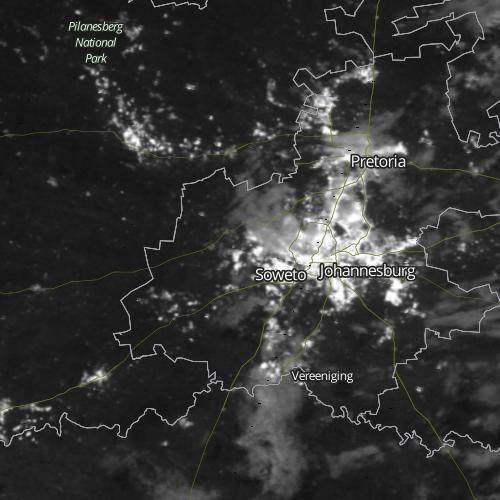 Pilanesberg
National
Park
Pretoria
Soweto
Johannesburg
Vereeniging